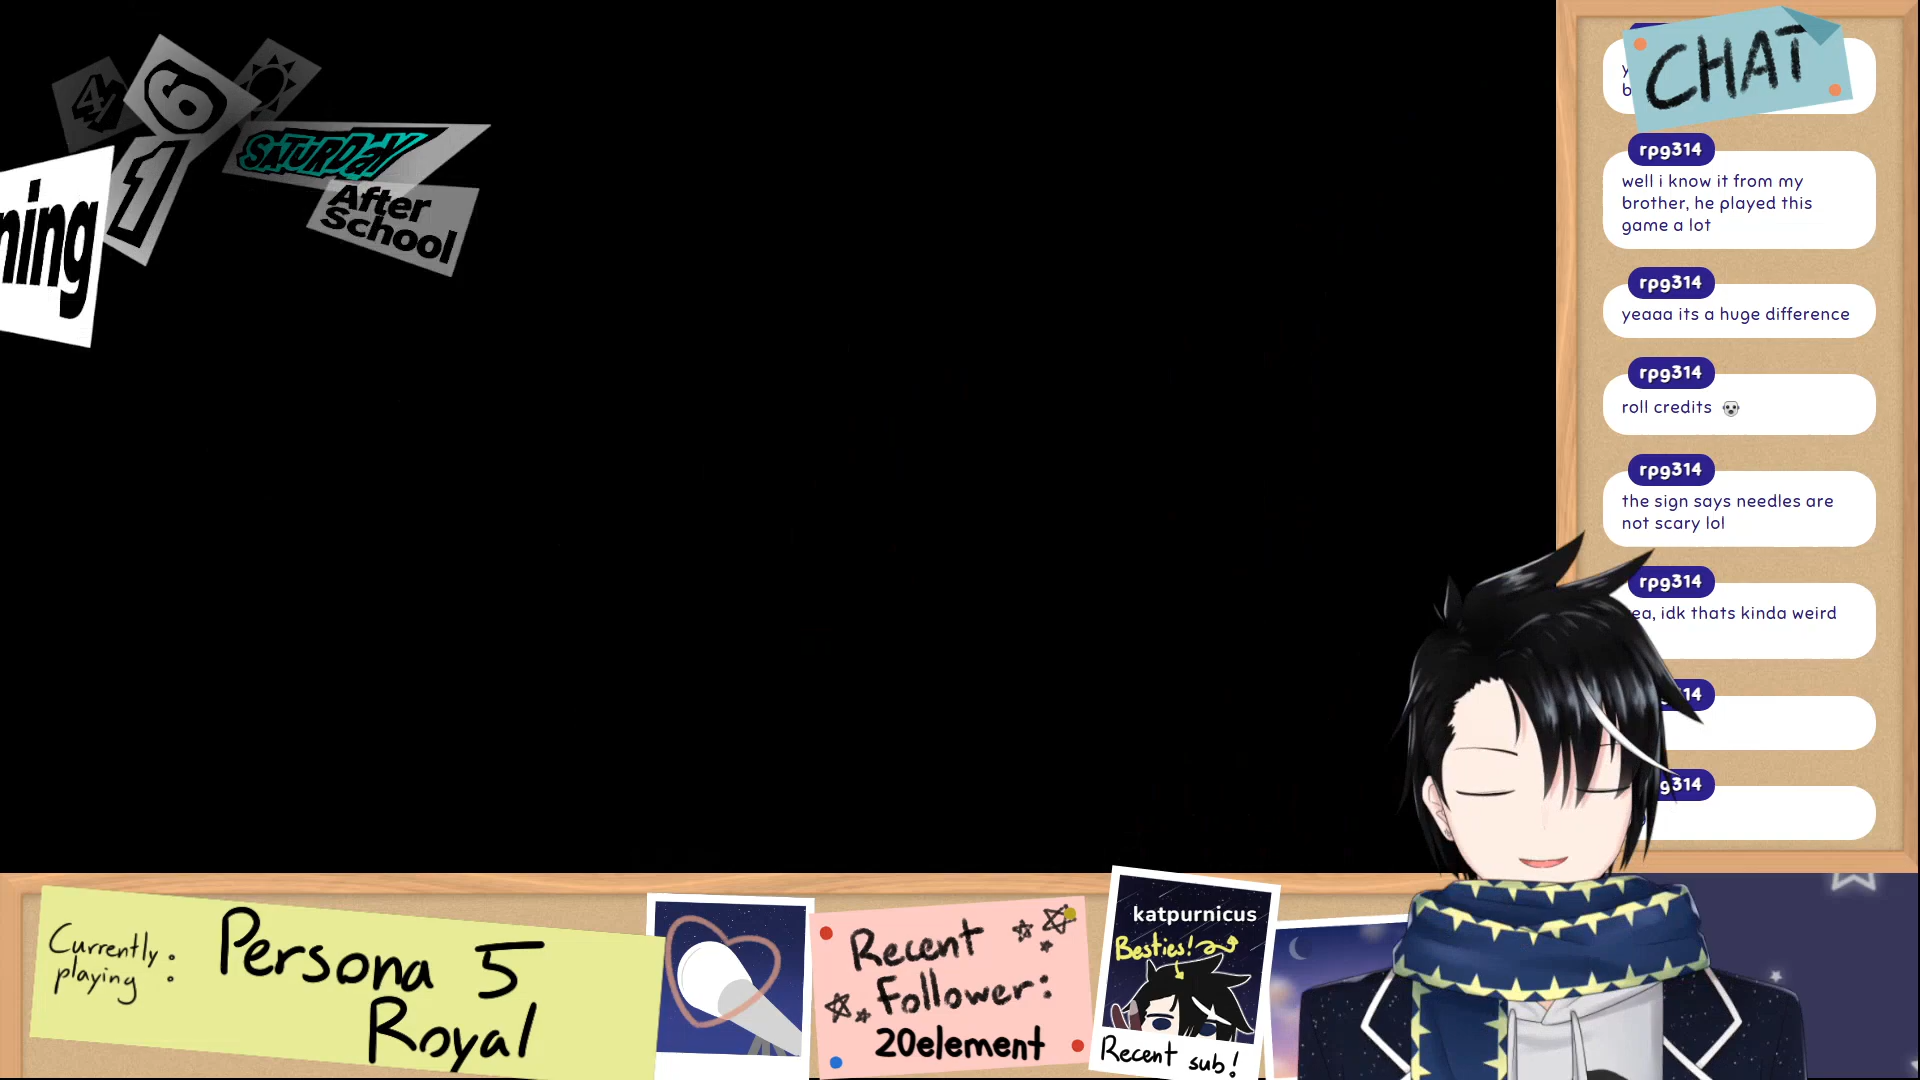 4/
16
SATURDAY
After
School
ning
CHAT
y
b
rpg314
well i know it from my
brother, he played this
game a lot
rpg314
yeaaa its a huge difference
rpg314
roll credits
rpg314
the sign says needles are
not scary lol
rpg314
ea, idk thats kinda weird
14
g314
Currently
playing :
Persona 5
Royal
Recent
Follower:
20element
katpurnicus
Besties!
Recent sub!